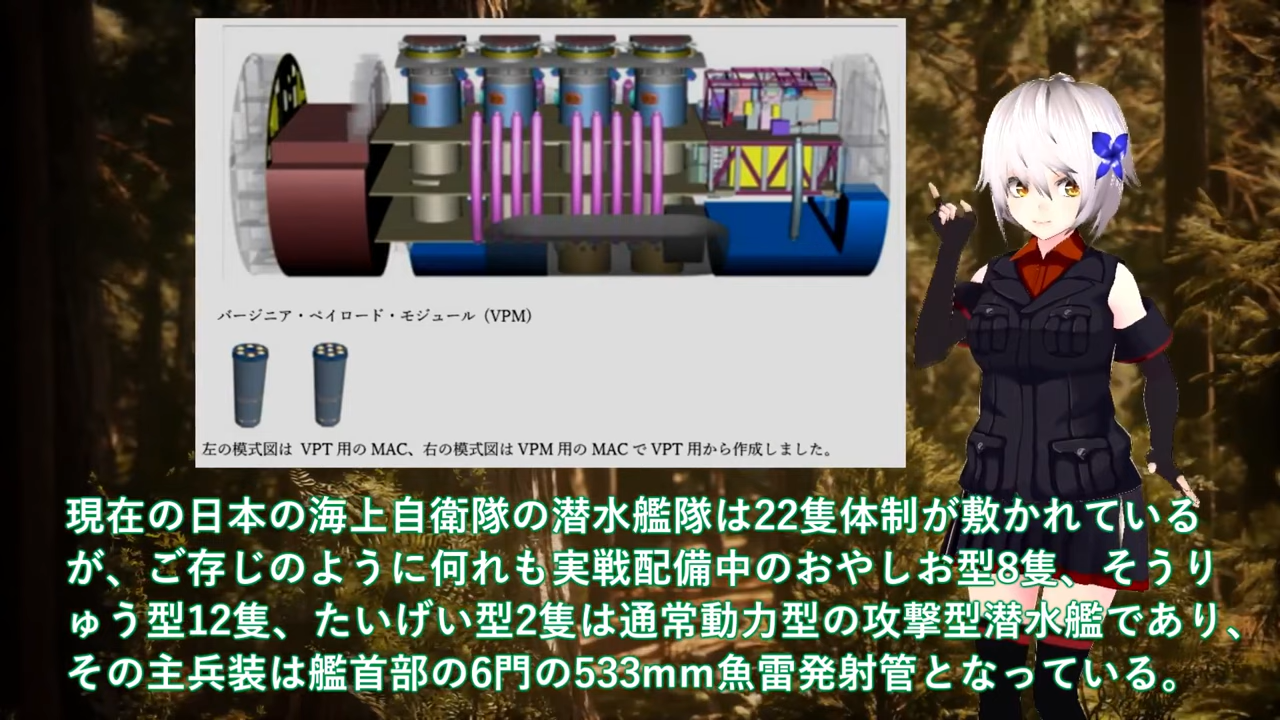 バージニア・ペイロード・モジュール（VPM）
左の模式図は VPT 用の MAC、右の模式図は VPM 用の MAC で VPT 用から作成しました。
現在の日本の海上自衛隊の潜水艦隊は22隻体制が敷かれている
が、ご存じのように何れも実戦配備中のおやしお型8隻、そうり
ゅう型12隻、たいげい型2隻は通常動力型の攻撃型潜水艦であり、
その主兵装は艦首部の6門の533mm魚雷発射管となっている。